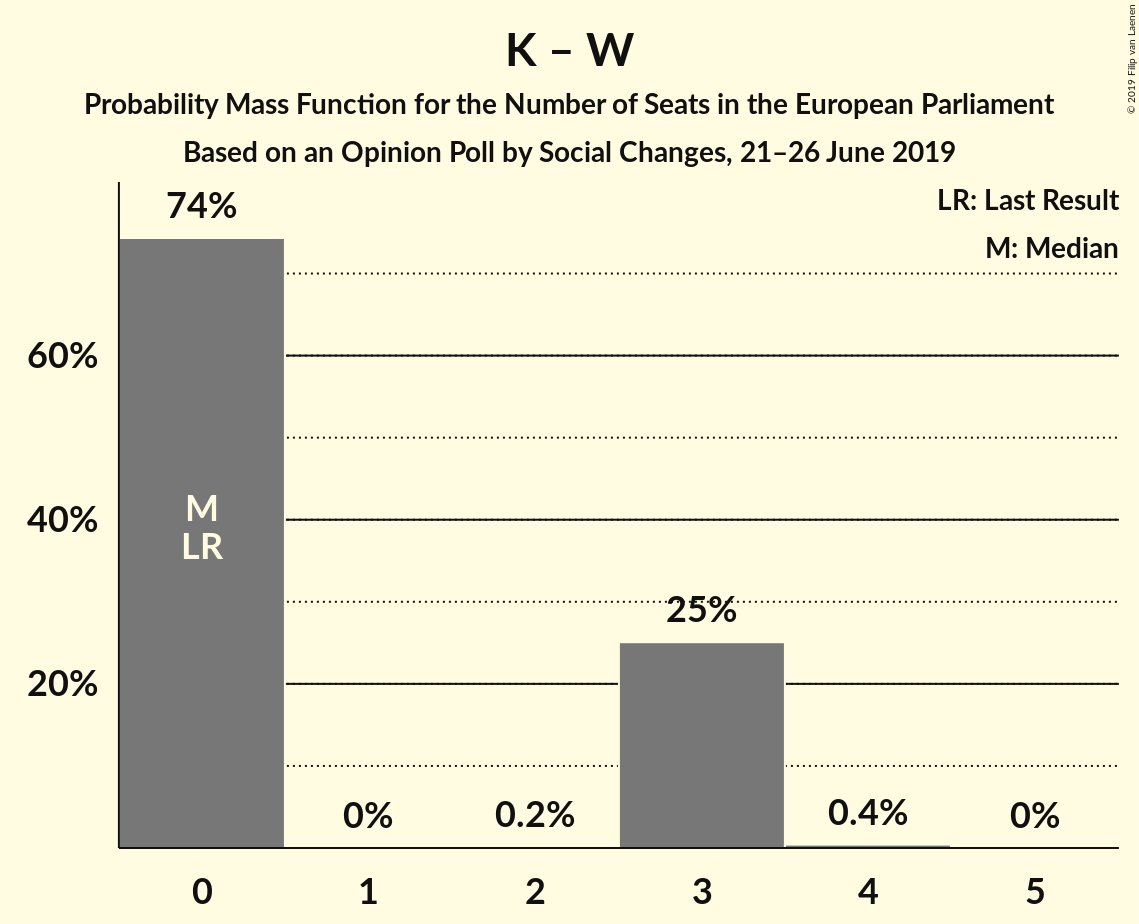 K – W
Probability Mass Function for the Number of Seats in the European Parliament
Based on an Opinion Poll by Social Changes, 21–26 June 2019
© 2019 Filip van Laenen
LR: Last Result
M: Median
74%
60%
40%
20%
M
LR
0%
0.2%
25%
0.4%
0%
0
1
2
3
4
5